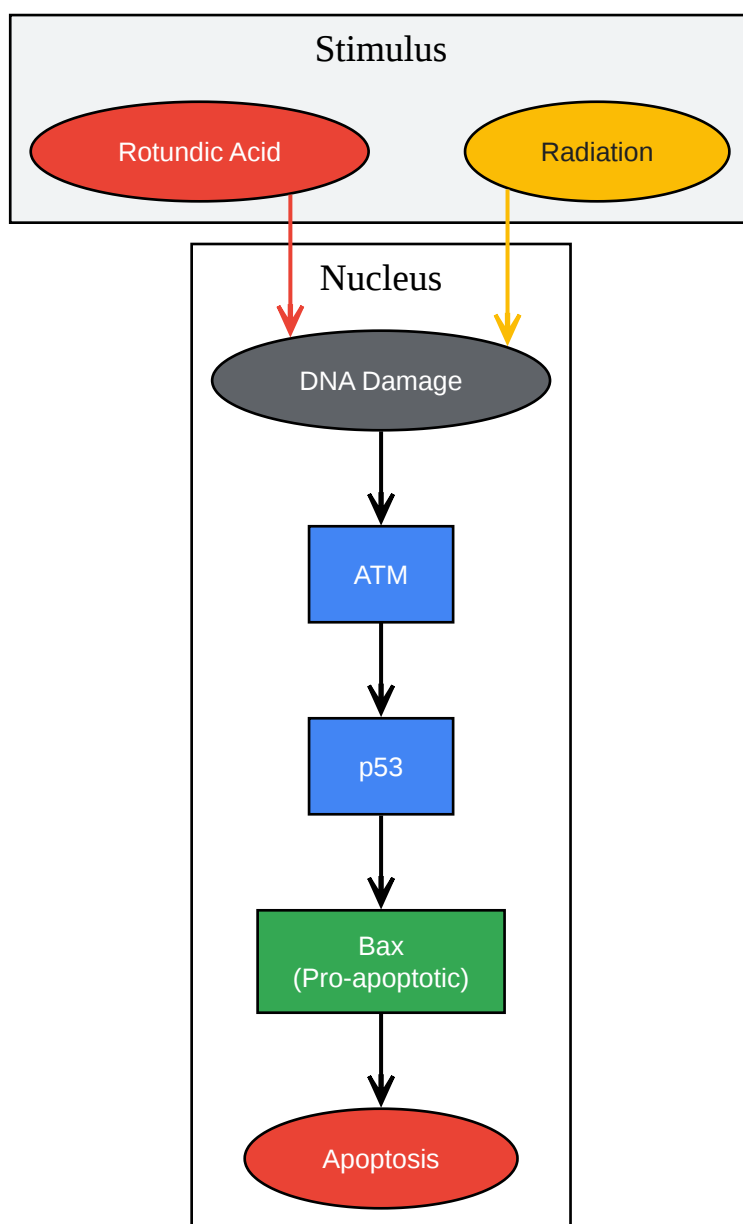 Stimulus
Rotundic Acid
Radiation
Nucleus
DNA Damage
ATM
p53
Bax
(Pro-apoptotic)
Apoptosis